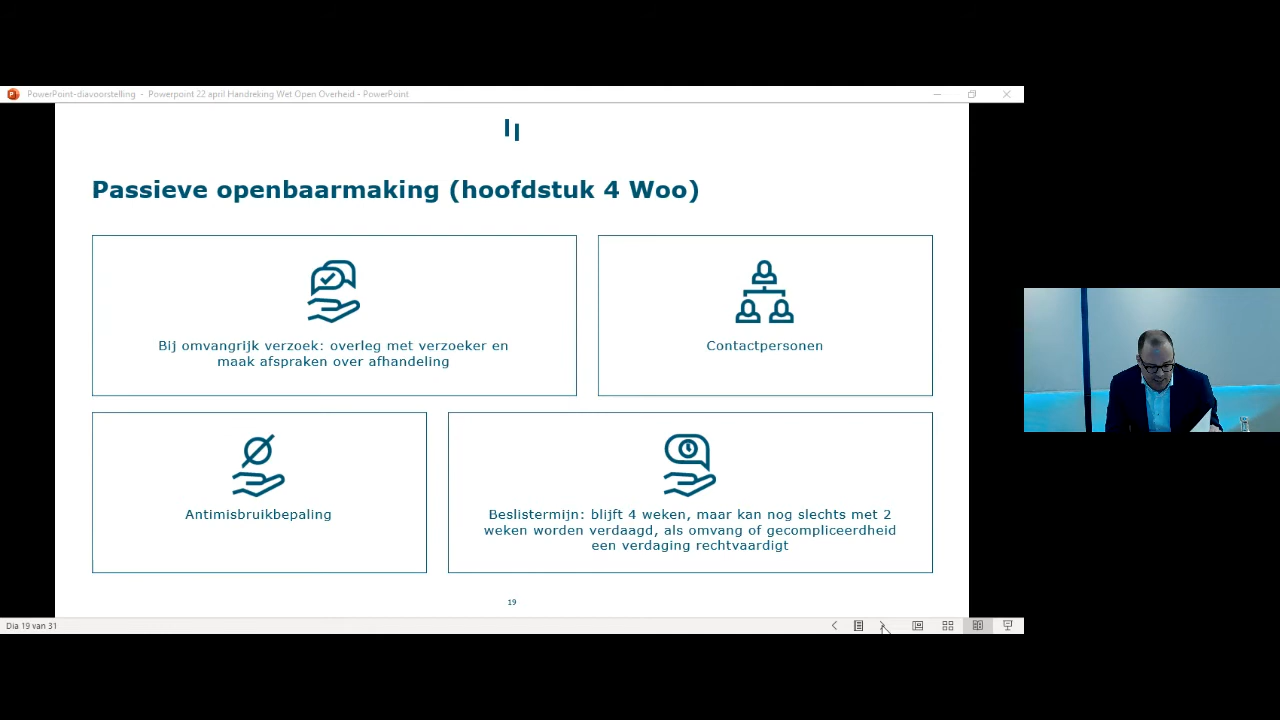 PowerPoint-diavoorstelling - Powerpoint 22 april Handreking Wet Open Overheid - PowerPoint
Passieve openbaarmaking (hoofdstuk 4 Woo)
Bij omvangrijk verzoek: overleg met verzoeker en
maak afspraken over afhandeling
Contactpersonen
Antimisbruikbepaling
Beslistermijn: blijft 4 weken, maar kan nog slechts met 2
weken worden verdaagd, als omvang of gecompliceerdheid
een verdaging rechtvaardigt
19
Dia 19 van 31